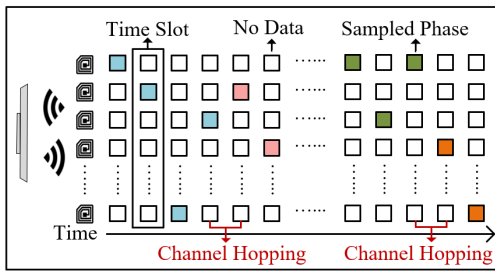 Time Slot No Data Sampled Phase
Time
Channel Hopping Channel Hopping